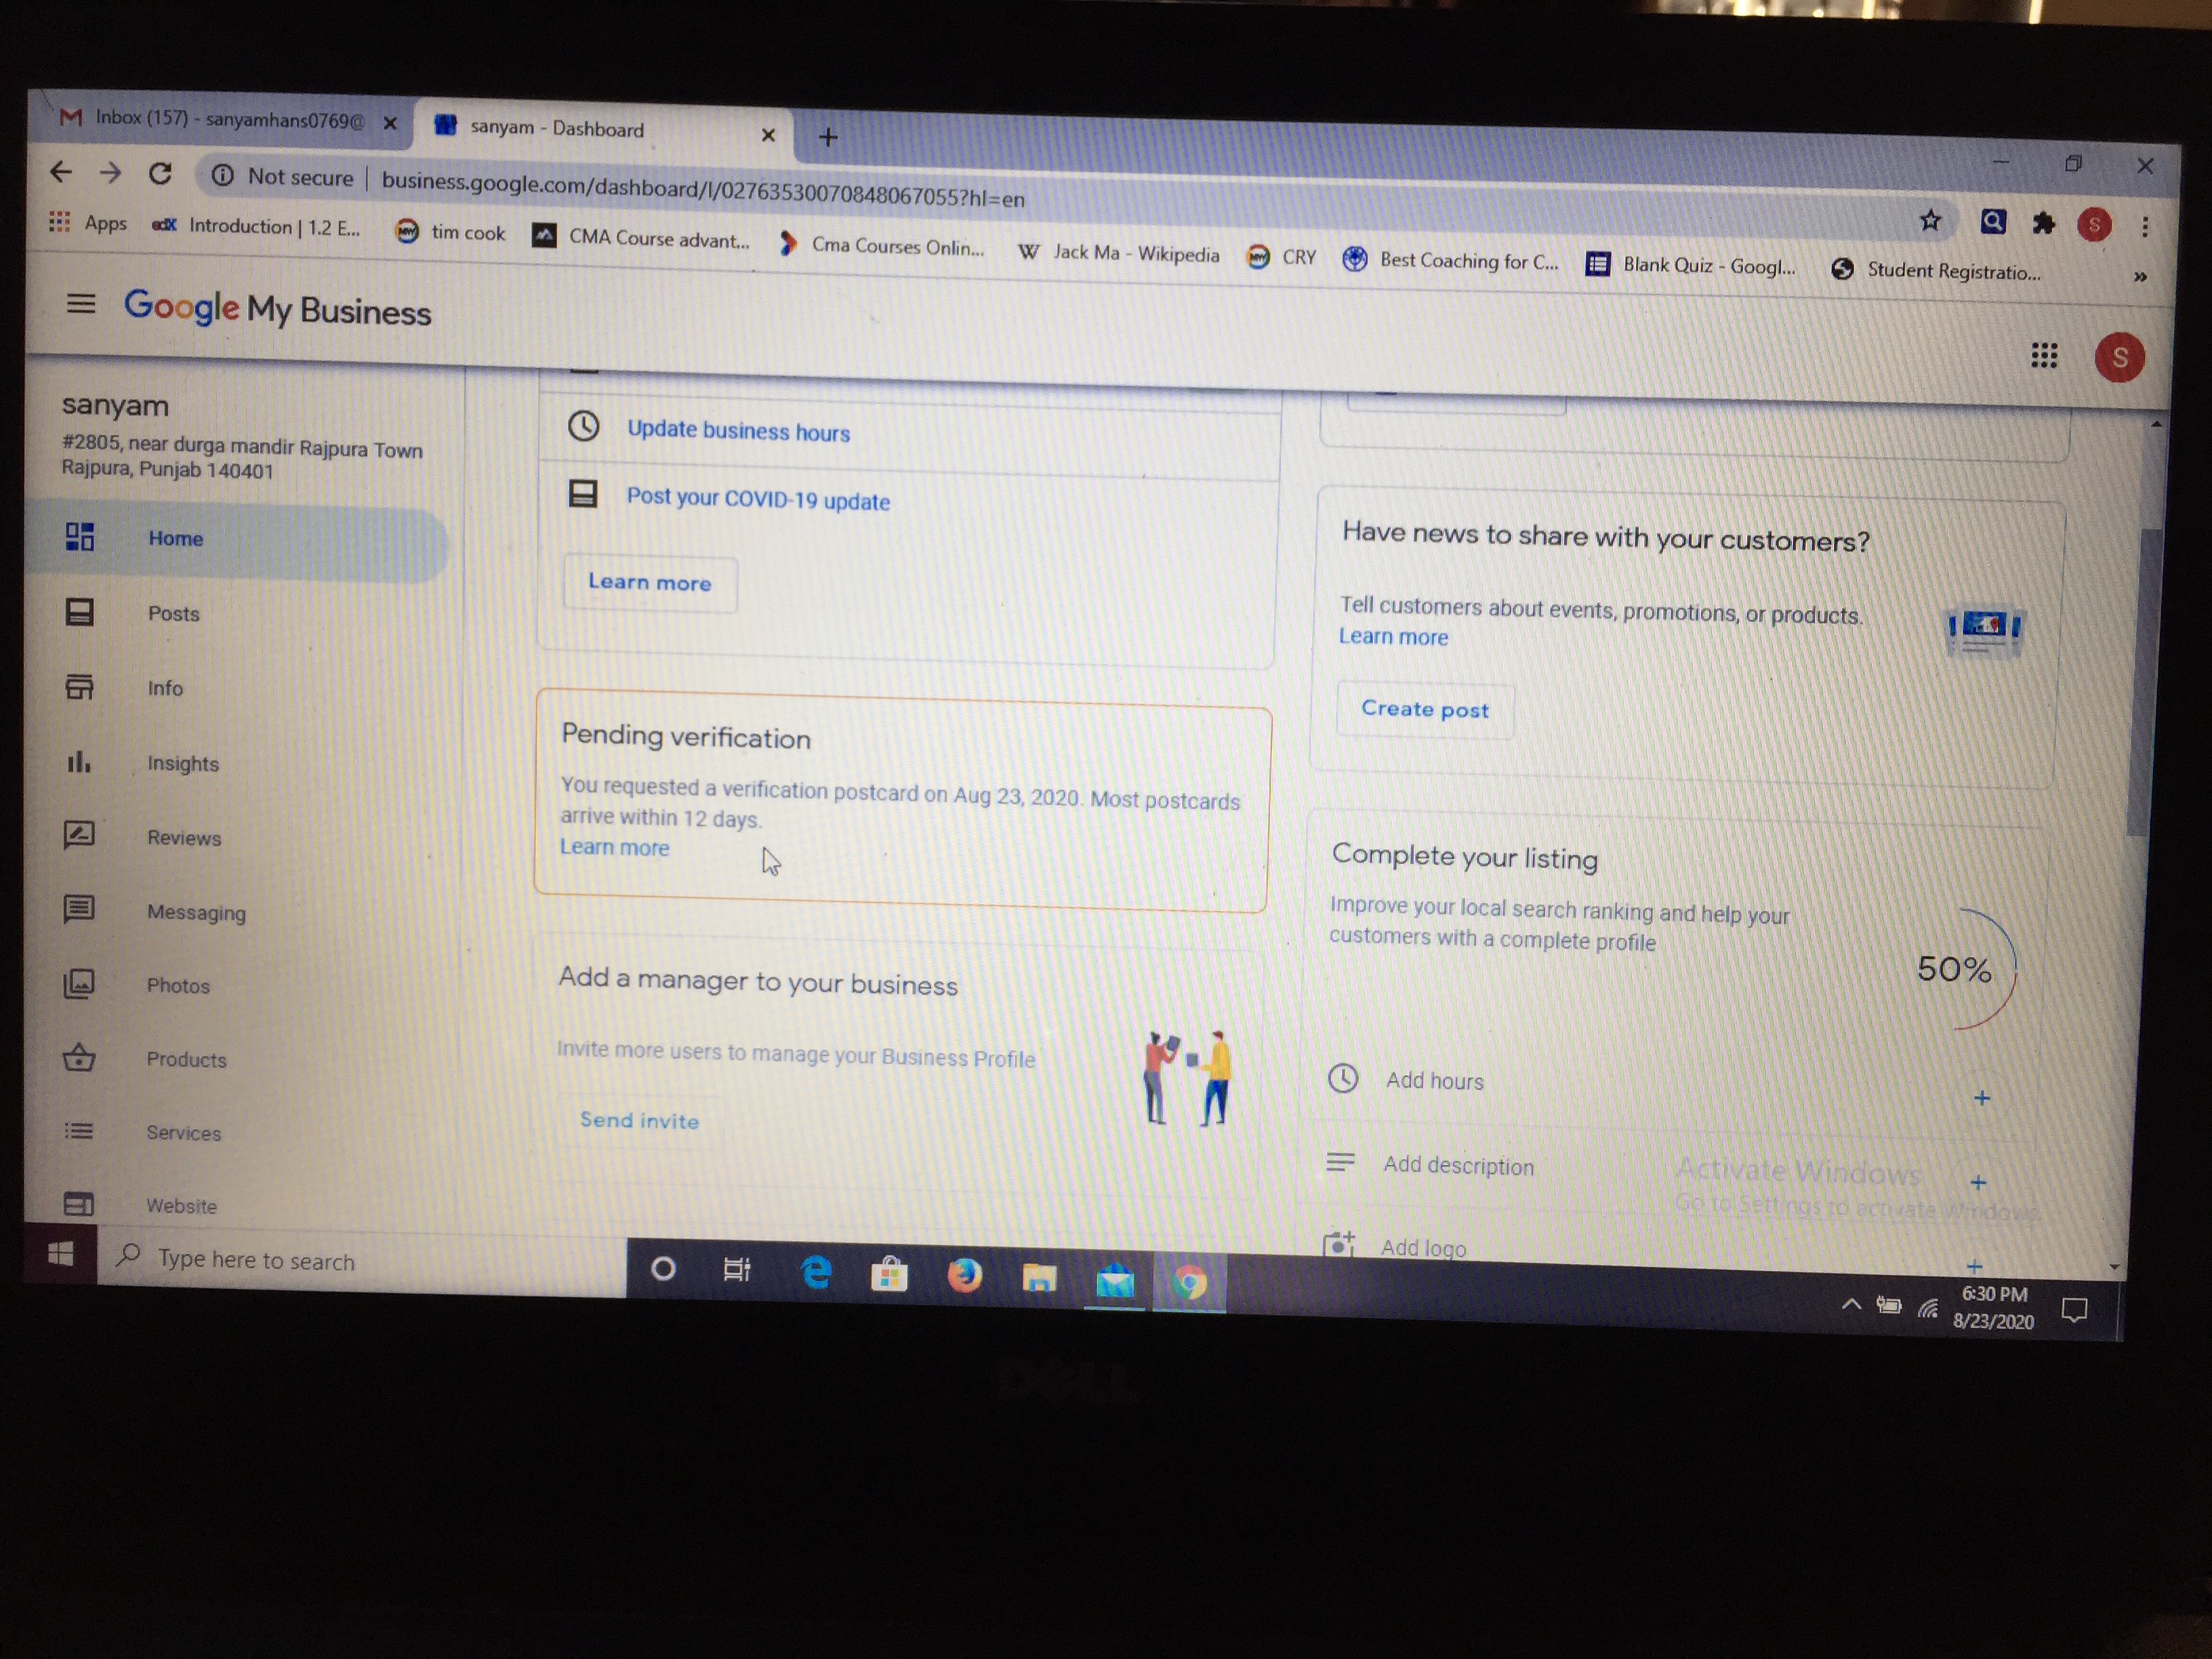 Inbox (157) - sanyamhans0769@
sanyam - Dashboard
Not secure | business.google.com/dashboard/l/02763530070848067055?hl=en
Apps
edX Introduction | 1.2 E...
tim cook
CMA Course advant...
Cma Courses Onlin...
W Jack Ma - Wikipedia
CRY
Best Coaching for C...
Blank Quiz - Googl...
Student Registratio...
»
Google My Business
S
S
sanyam
#2805, near durga mandir Rajpura Town
Rajpura, Punjab 140401
Home
Posts
Info
Insights
Reviews
Messaging
Photos
Products
Services
Website
Update business hours
Post your COVID-19 update
Learn more
Pending verification
You requested a verification postcard on Aug 23, 2020. Most postcards
arrive within 12 days.
Learn more
Add a manager to your business
Invite more users to manage your Business Profile
Send invite
Have news to share with your customers?
Tell customers about events, promotions, or products.
Learn more
Create post
Complete your listing
Improve your local search ranking and help your
customers with a complete profile
50%
Add hours
Add description
Add logo
Activate Windows
Go to Settings to activate Windows.
Type here to search
6:30 PM
8/23/2020
DELL